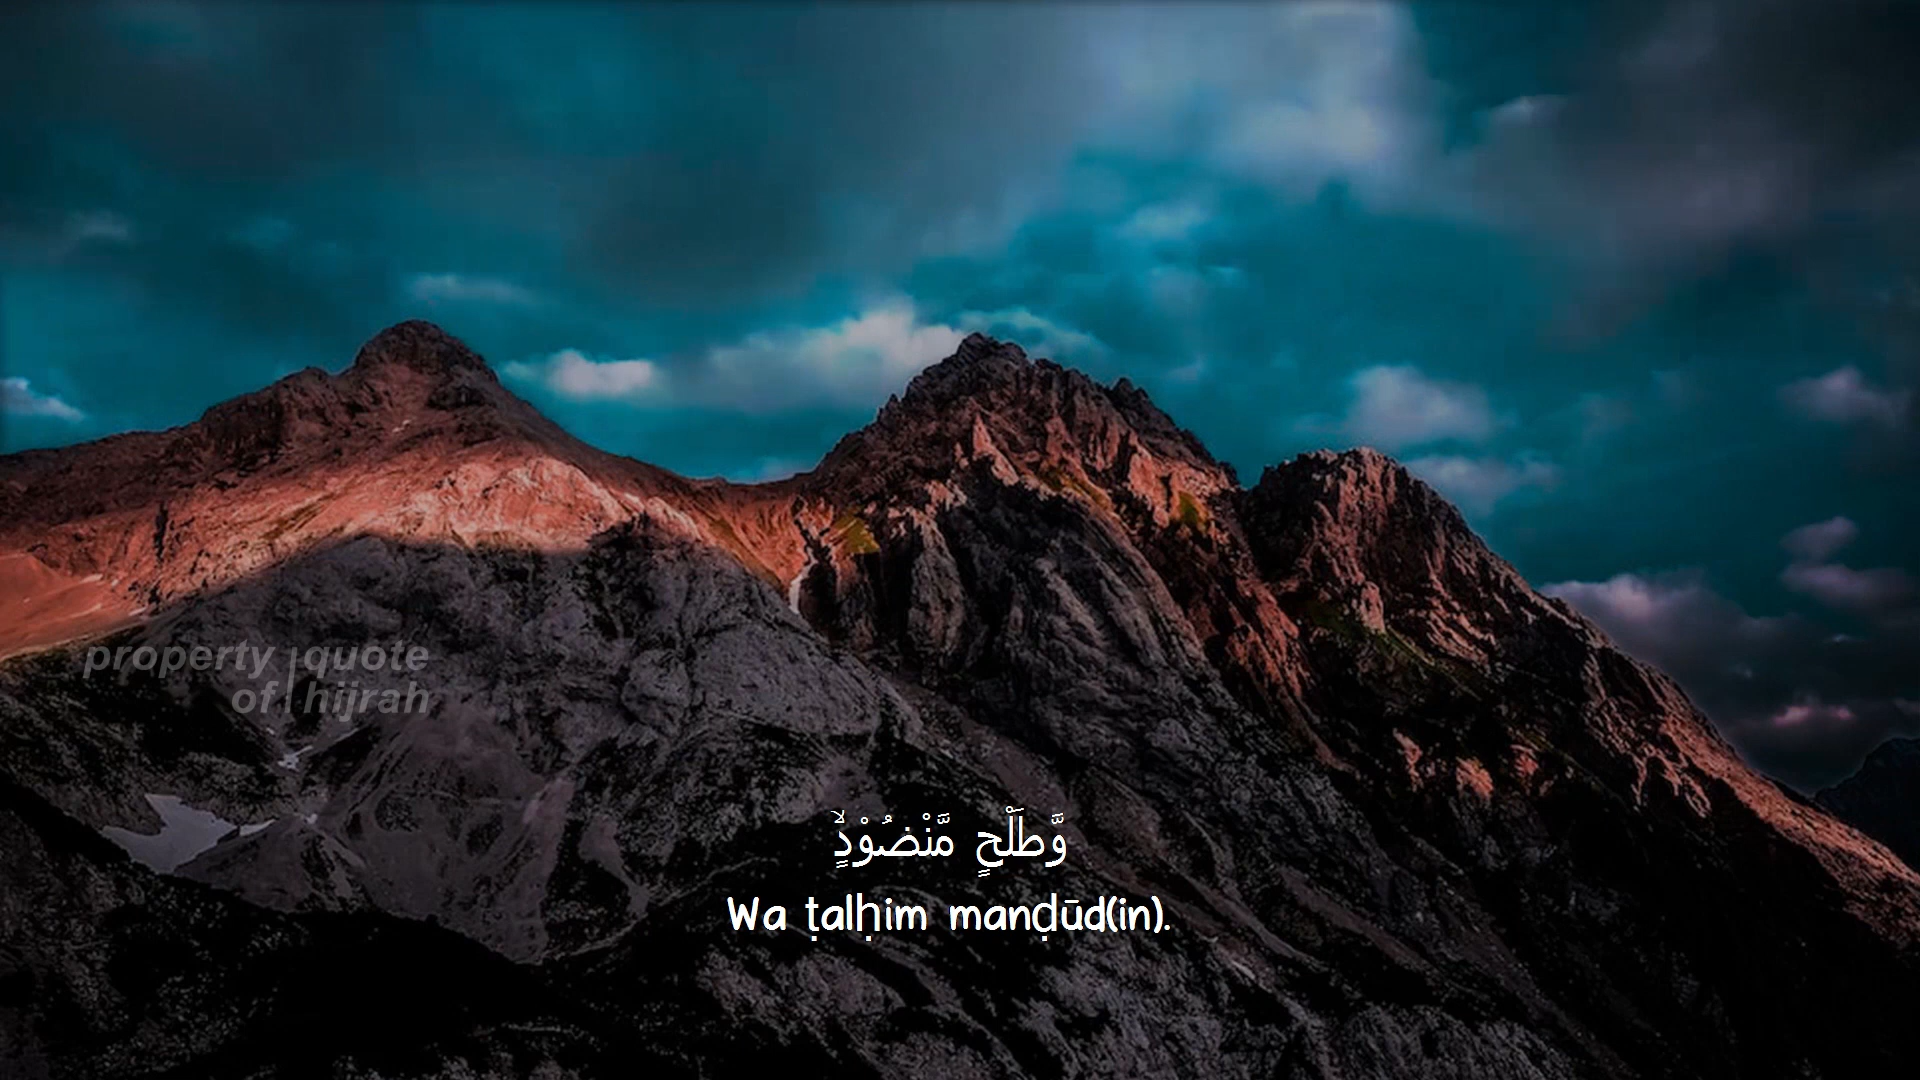 property | quote
of | hijrah
وَّطَلْحٍ مَّنْضُوْدٍۙ
Wa ṭalḥim manḍūd(in).